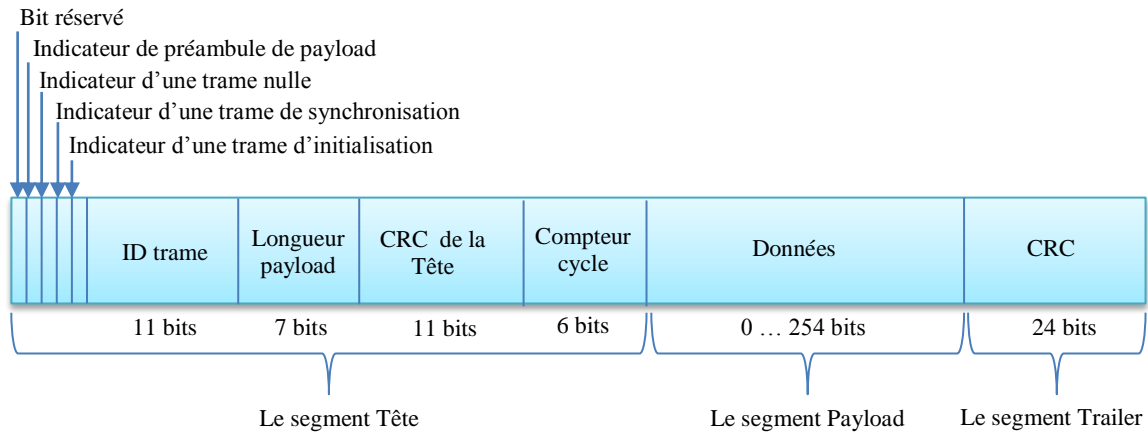 Bit réservé
Indicateur de préambule de payload
Indicateur d’une trame nulle
Indicateur d’une trame de synchronisation
Indicateur d’une trame d’initialisation
ID trame
Longueur
payload
CRC de la
Tête
Compteur
cycle
Données
CRC
11 bits
7 bits
11 bits
6 bits
0 … 254 bits
24 bits
Le segment Tête
Le segment Payload
Le segment Trailer